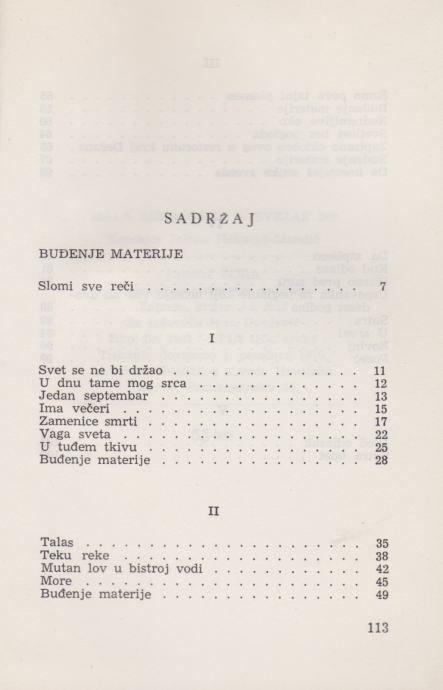 SADRŽAJ
BUĐENJE MATERIJE
Slomi sve reči . . . . . . . . . . . . . . . . . 7
I
Svet se ne bi držao . . . . . . . . . . . . . . . 11
U dnu tame mog srca . . . . . . . . . . . . . . 12
Jedan septembar . . . . . . . . . . . . . . . . 13
Ima večeri . . . . . . . . . . . . . . . . . . . 15
Zamenice smrti . . . . . . . . . . . . . . . . . 17
Vaga sveta . . . . . . . . . . . . . . . . . . . 22
U tuđem tkivu . . . . . . . . . . . . . . . . . 25
Buđenje materije . . . . . . . . . . . . . . . . 28
II
Talas . . . . . . . . . . . . . . . . . . . . . 35
Teku reke . . . . . . . . . . . . . . . . . . . 38
Mutan lov u bistroj vodi . . . . . . . . . . . . 42
More . . . . . . . . . . . . . . . . . . . . . 45
Buđenje materije . . . . . . . . . . . . . . . . 49
113